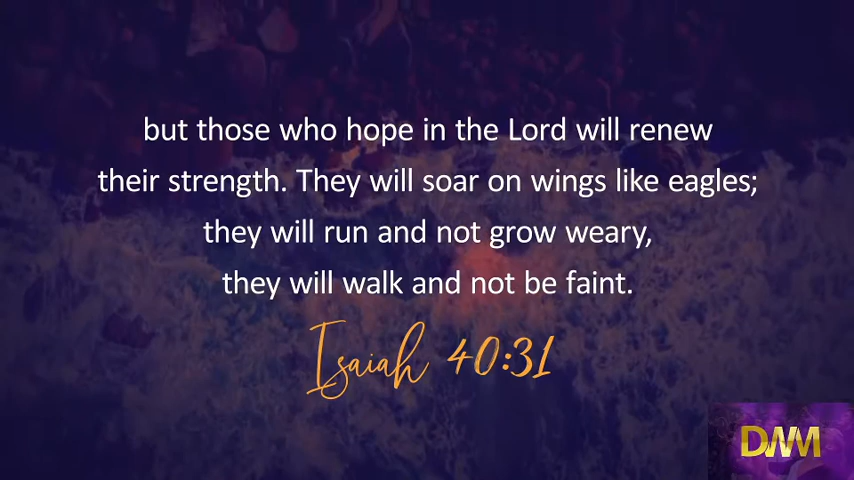 but those who hope in the Lord will renew
their strength. They will soar on wings like eagles;
they will run and not grow weary,
they will walk and not be faint.
Isaiah 40:31
DWM